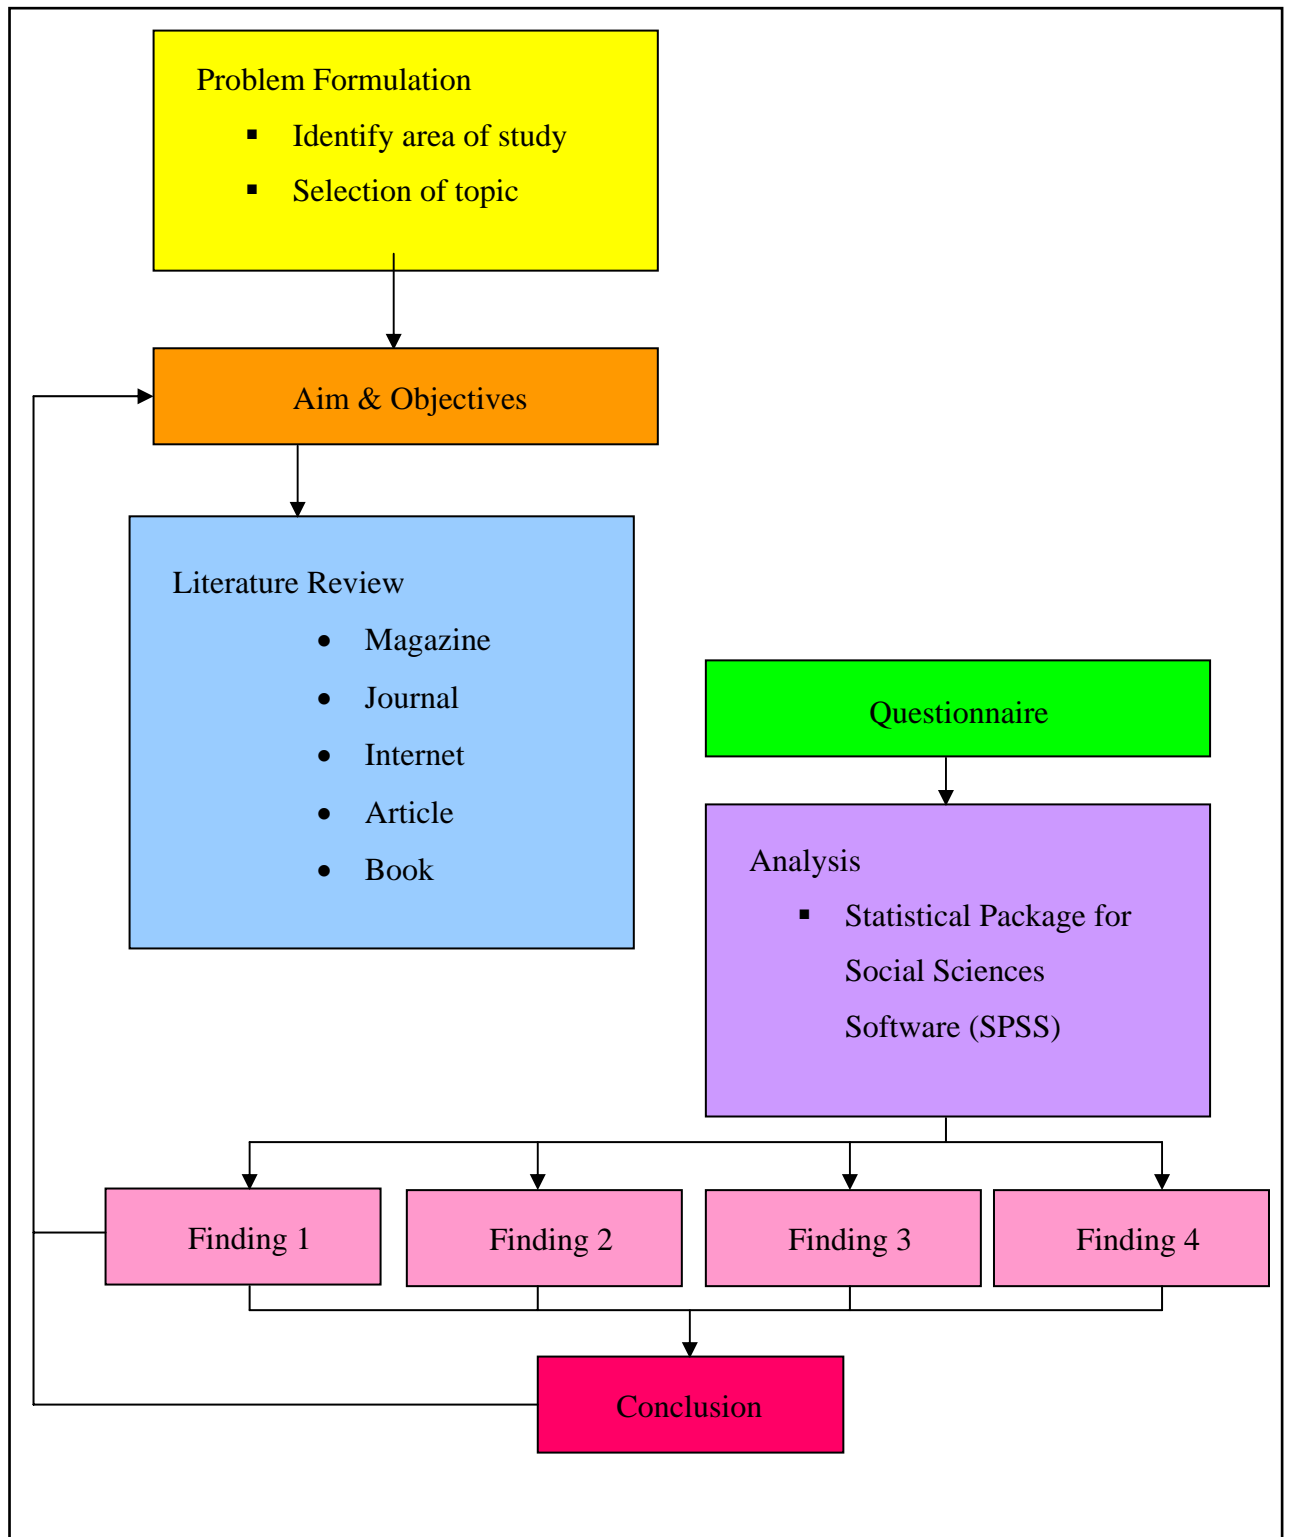 Problem Formulation
▪ Identify area of study
▪ Selection of topic
Aim & Objectives
Literature Review
• Magazine
• Journal
• Internet
• Article
• Book
Questionnaire
Analysis
▪ Statistical Package for
Social Sciences
Software (SPSS)
Finding 1
Finding 2
Finding 3
Finding 4
Conclusion